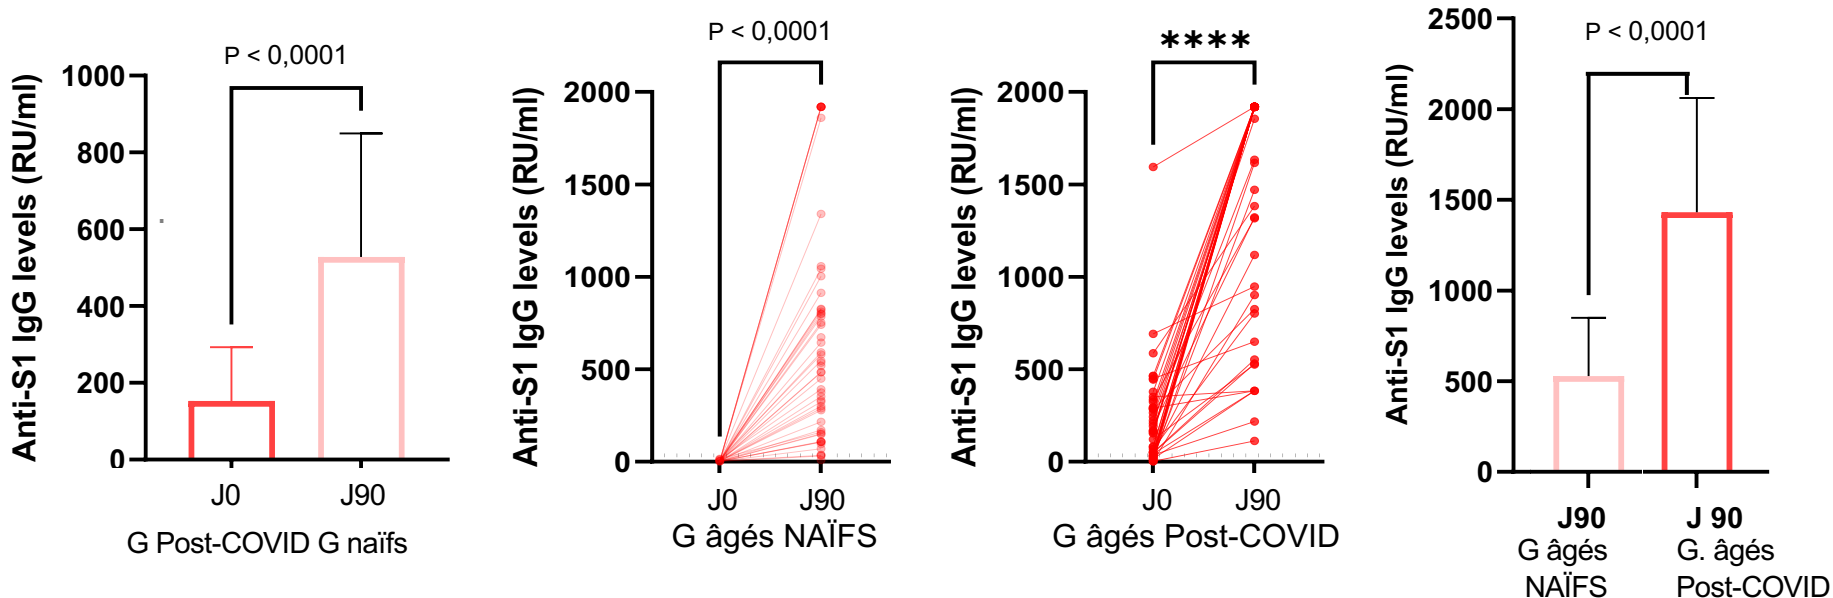 P < 0,0001
Anti-S1 IgG levels (RU/ml)
1000
800
600
400
200
0
J0 J90
G Post-COVID G naïfs
P < 0,0001
Anti-S1 IgG levels (RU/ml)
2000
1500
1000
500
0
J0 J90
G âgés NAÏFS
****
Anti-S1 IgG levels (RU/ml)
2000
1500
1000
500
0
J0 J90
G âgés Post-COVID
P < 0,0001
Anti-S1 IgG levels (RU/ml)
2500
2000
1500
1000
500
0
J90 J 90
G âgés G. âgés
NAÏFS Post-COVID